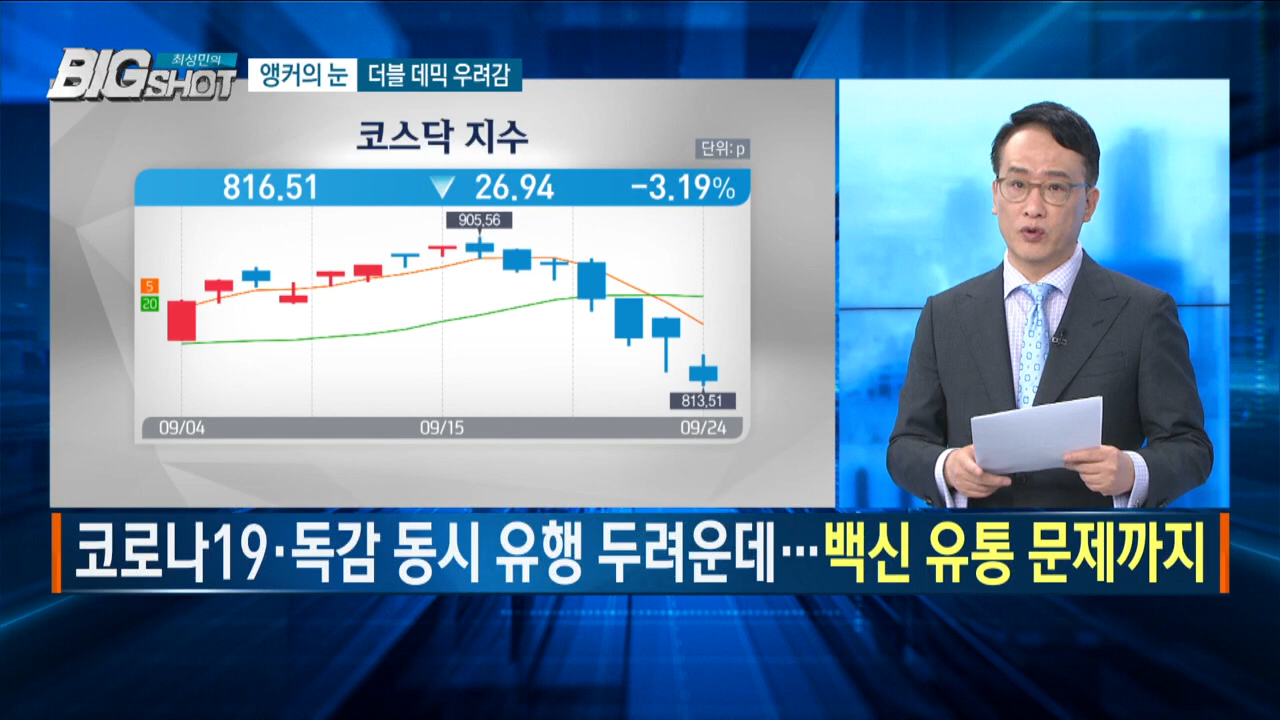 최성민의
BIG SHOT
앵커의 눈
더블 데믹 우려감
코스닥 지수
단위:p
816.51 ▼ 26.94 -3.19%
905,56
5
20
813,51
09/04 09/15 09/24
코로나19·독감 동시 유행 두려운데…백신 유통 문제까지